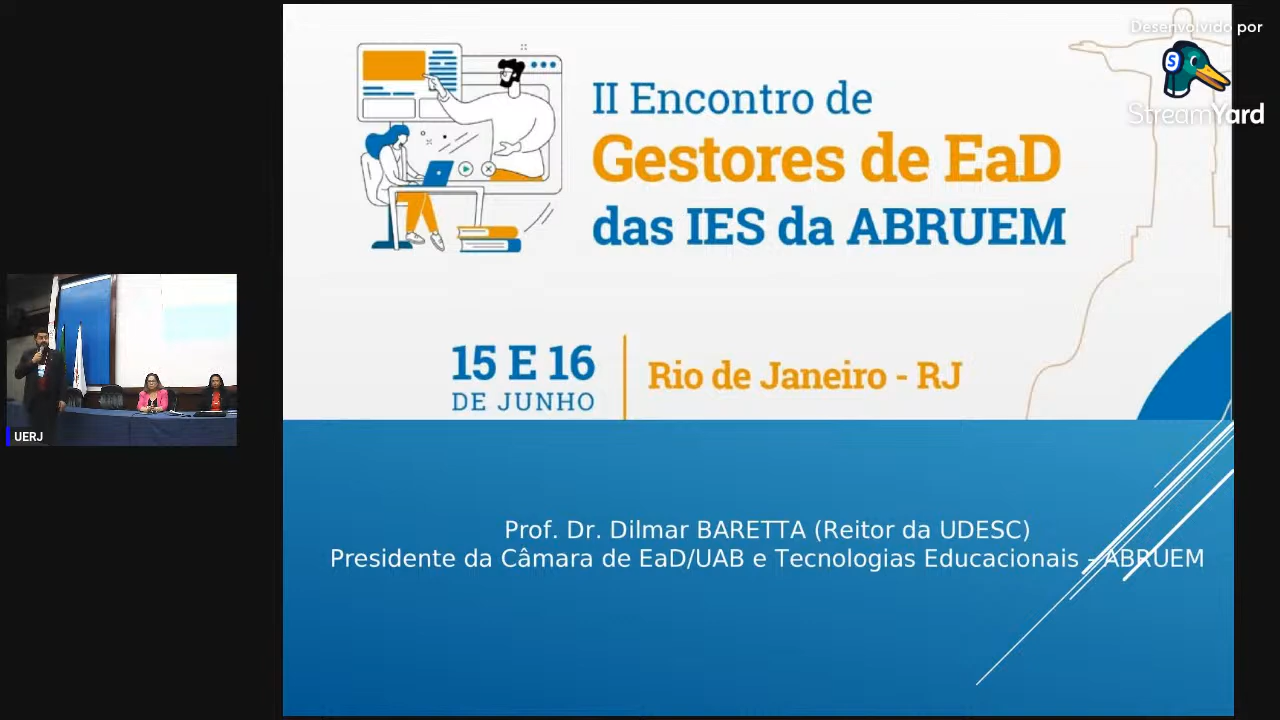 Desenvolvido por
S
StreamYard
II Encontro de
Gestores de EaD
das IES da ABRUEM
15 E 16
DE JUNHO
Rio de Janeiro - RJ
UERJ
Prof. Dr. Dilmar BARETTA (Reitor da UDESC)
Presidente da Câmara de EaD/UAB e Tecnologias Educacionais – ABRUEM